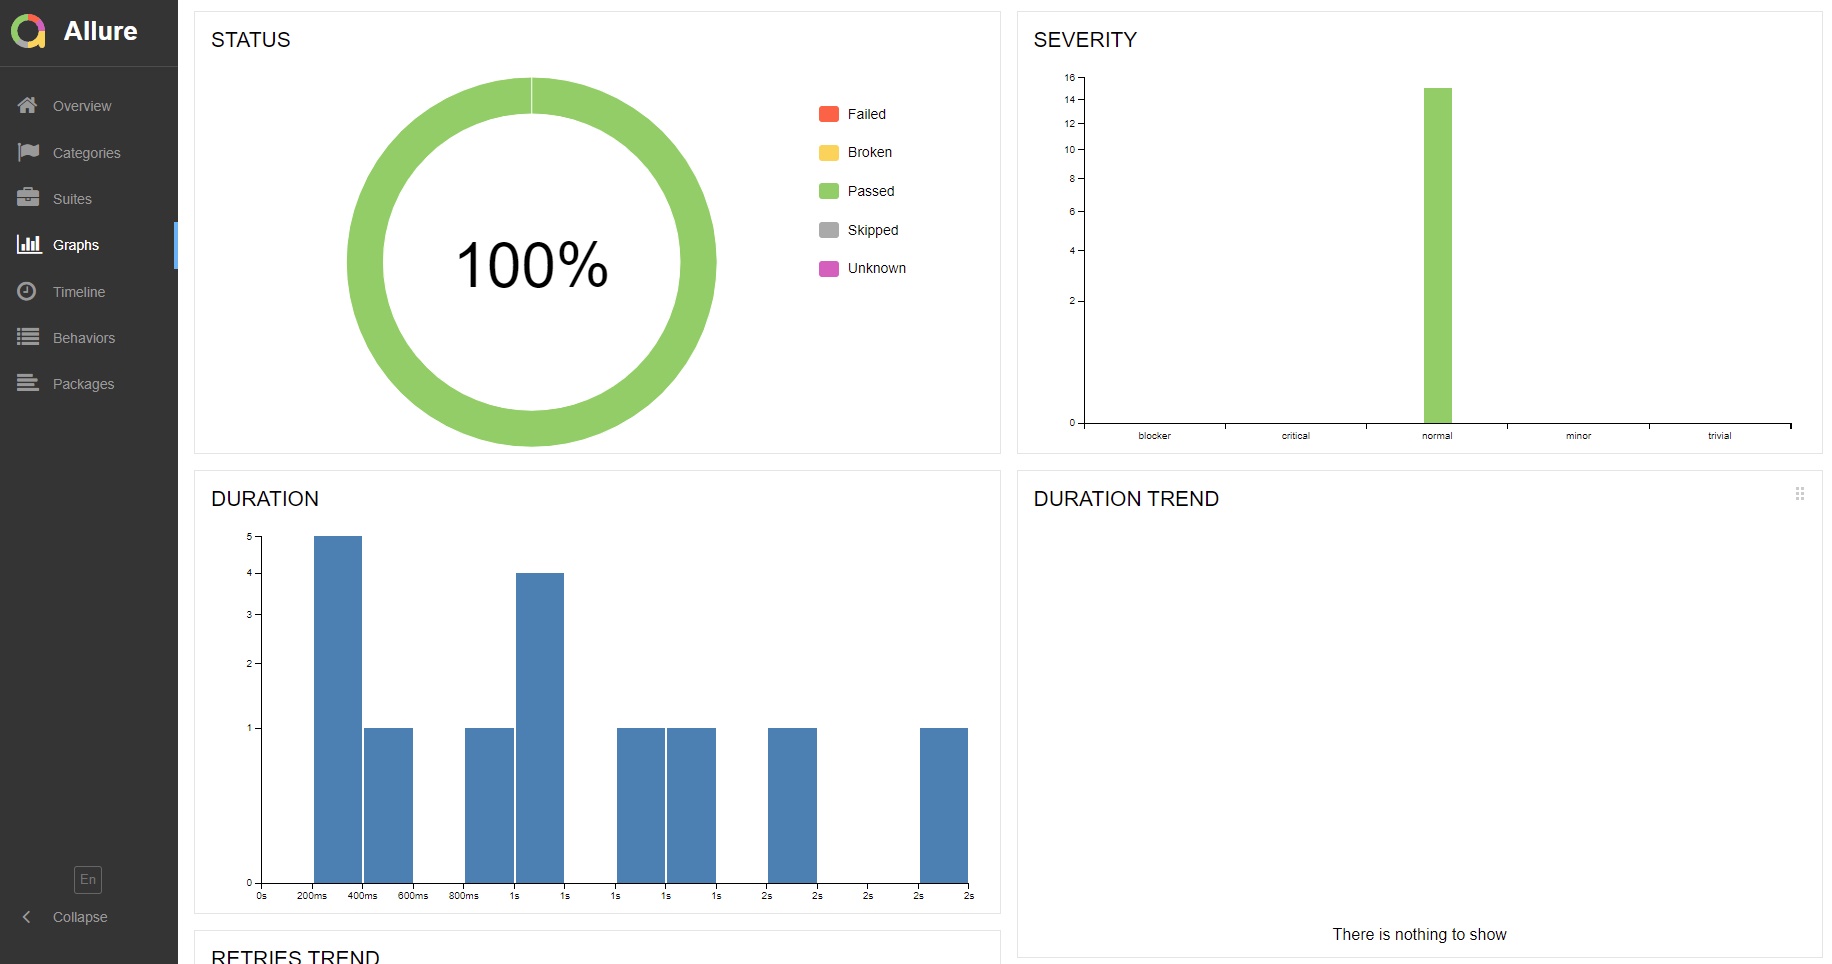 Allure
Overview
Categories
Suites
Graphs
Timeline
Behaviors
Packages
En
Collapse
STATUS
100%
Failed
Broken
Passed
Skipped
Unknown
SEVERITY
16
14
12
10
8
6
4
2
0
blocker critical normal minor trivial
DURATION
5
4
3
2
1
0
0s 200ms 400ms 600ms 800ms 1s 1s 1s 1s 1s 2s 2s 2s 2s 2s
DURATION TREND
There is nothing to show
RETRIES TREND